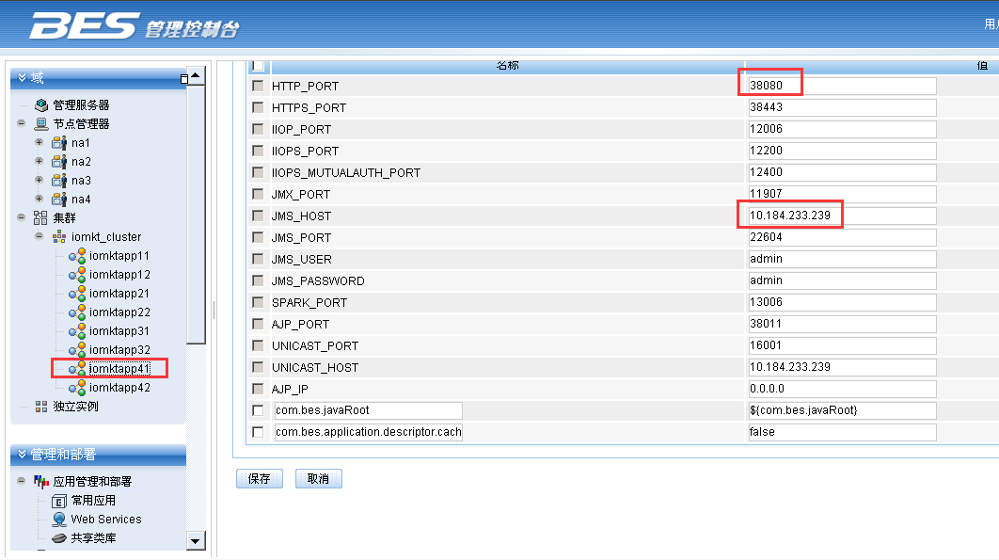 BES 管理控制台
用户
域
管理服务器
节点管理器
na1
na2
na3
na4
集群
iomkt_cluster
iomktapp11
iomktapp12
iomktapp21
iomktapp22
iomktapp31
iomktapp32
iomktapp41
iomktapp42
独立实例
管理和部署
应用管理和部署
常用应用
Web Services
共享类库
名称 值
HTTP_PORT 38080
HTTPS_PORT 38443
IIOP_PORT 12006
IIOPS_PORT 12200
IIOPS_MUTUALAUTH_PORT 12400
JMX_PORT 11907
JMS_HOST 10.184.233.239
JMS_PORT 22604
JMS_USER admin
JMS_PASSWORD admin
SPARK_PORT 13006
AJP_PORT 38011
UNICAST_PORT 16001
UNICAST_HOST 10.184.233.239
AJP_IP 0.0.0.0
com.bes.javaRoot ${com.bes.javaRoot}
com.bes.application.descriptor.cach false
保存 取消